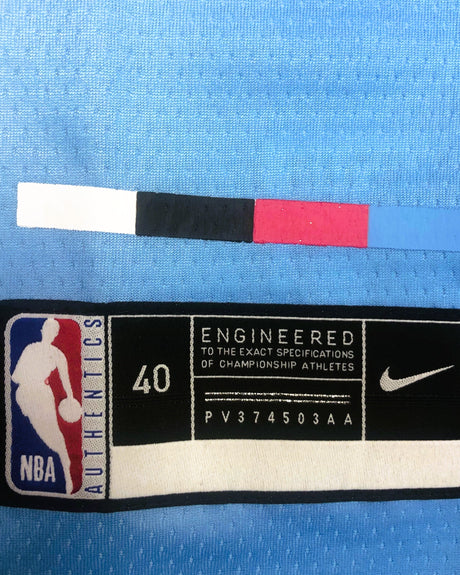 NBA
AUTHENTICS
40
ENGINEERED
TO THE EXACT SPECIFICATIONS
OF CHAMPIONSHIP ATHLETES
PV374503AA